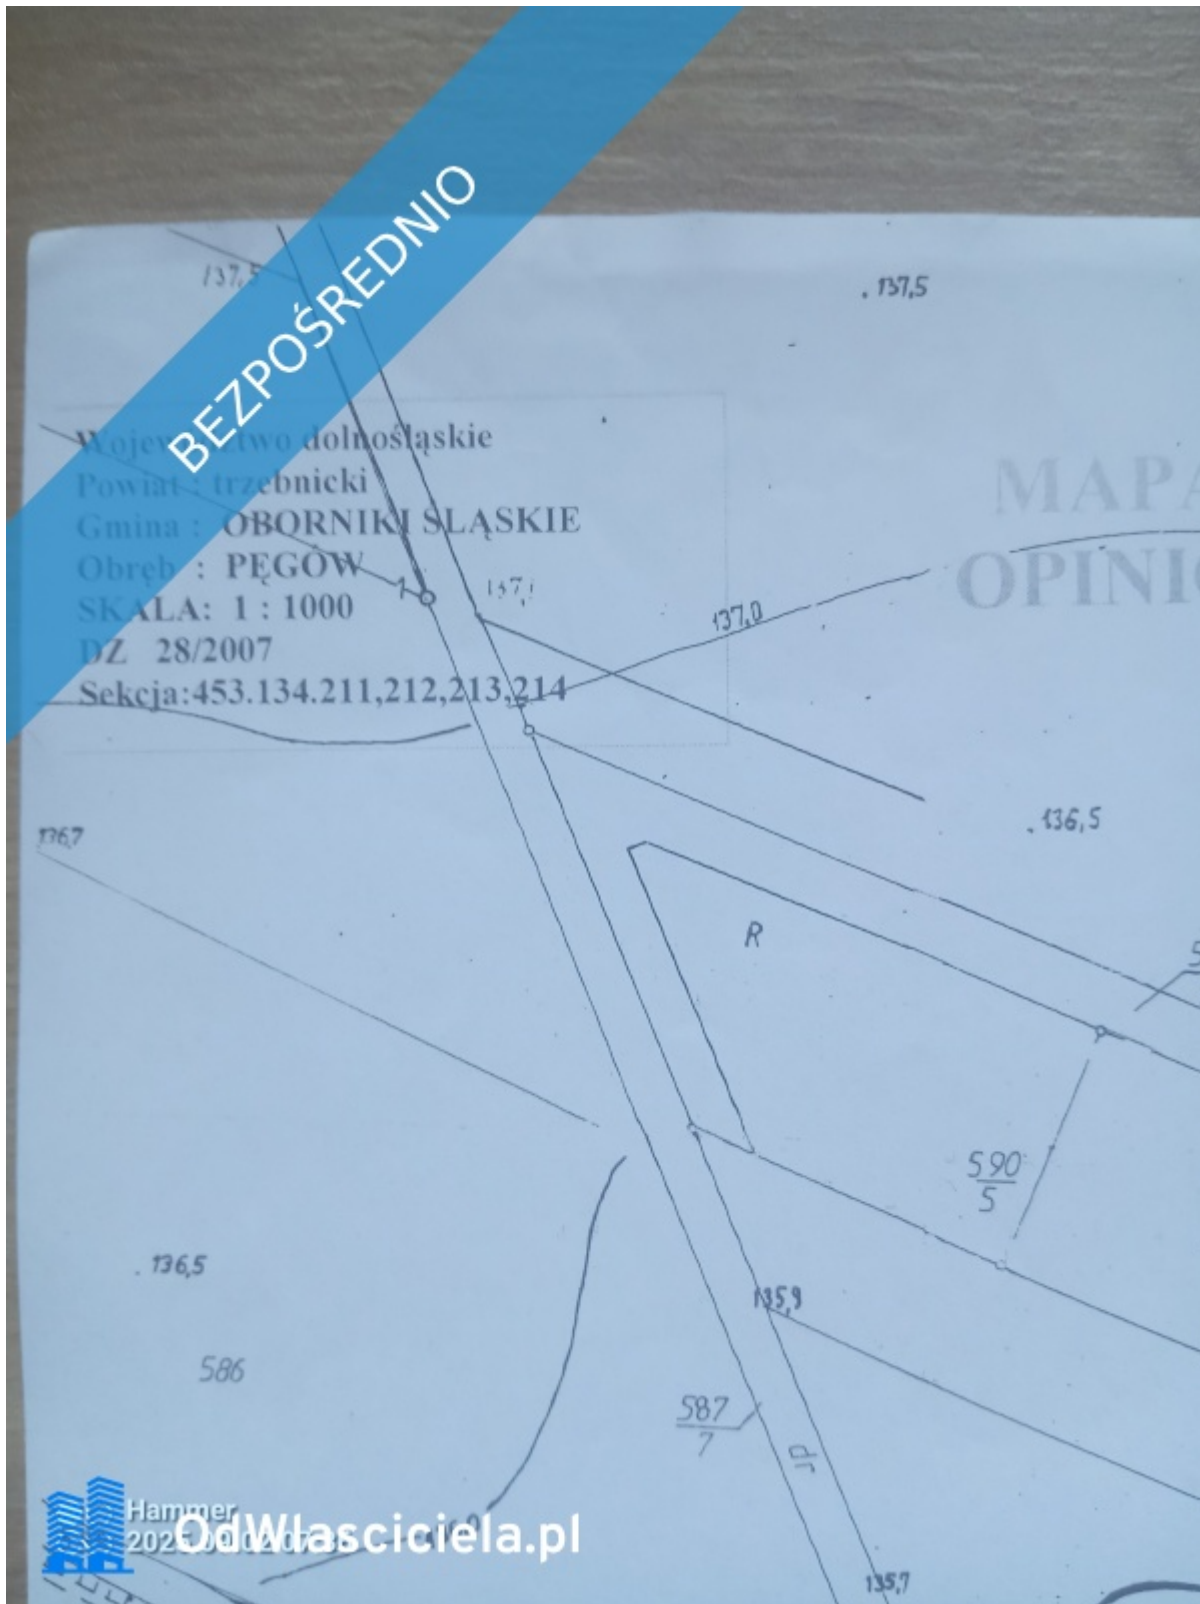 BEZPOŚREDNIO
137,5
. 137,5
Województwo dolnośląskie
Powiat : trzebnicki
Gmina : OBORNIKI ŚLĄSKIE
Obręb : PĘGÓW
SKALA: 1 : 1000
DZ 28/2007
Sekcja:453.134.211,212,213,214
MAPA
137,0
136,7
. 136,5
R
590
5
135,9
. 136,5
586
587
7
dr
135,7
Hammer
OdWlasciciela.pl